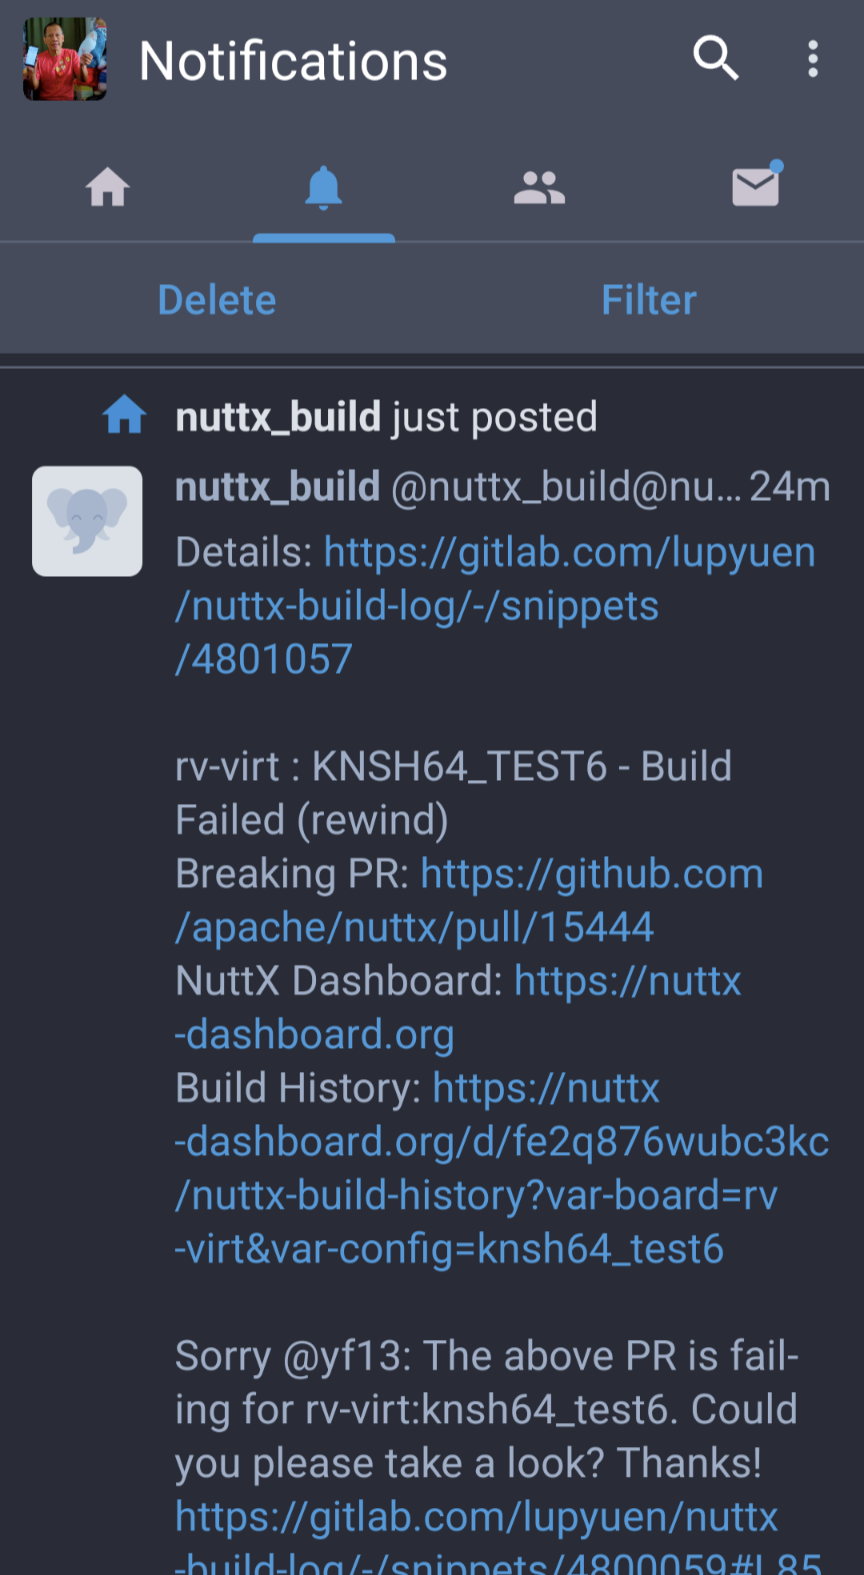 Notifications
Delete
Filter
nuttx_build just posted
nuttx_build @nuttx_build@nu... 24m
Details: https://gitlab.com/lupyuen
/nuttx-build-log/-/snippets
/4801057
rv-virt : KNSH64_TEST6 - Build
Failed (rewind)
Breaking PR: https://github.com
/apache/nuttx/pull/15444
NuttX Dashboard: https://nuttx
-dashboard.org
Build History: https://nuttx
-dashboard.org/d/fe2q876wubc3kc
/nuttx-build-history?var-board=rv
-virt&var-config=knsh64_test6
Sorry @yf13: The above PR is fail-
ing for rv-virt:knsh64_test6. Could
you please take a look? Thanks!
https://gitlab.com/lupyuen/nuttx
-build-log/-/snippets/4800059#L85